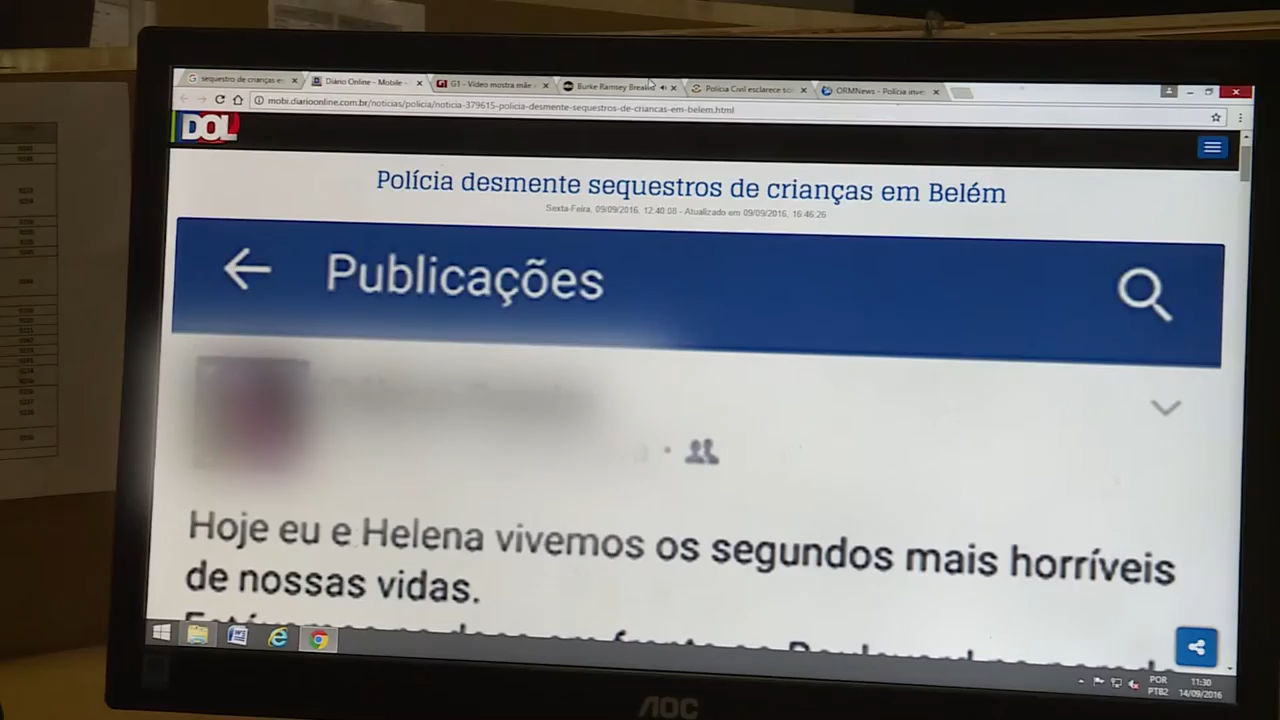 sequestro de crianças e
Diário Online - Mobile -
G1 - Vídeo mostra mãe
Burke Ramsey Breaks
Polícia Civil esclarece so
ORMNews - Polícia inve
mobi.diarioonline.com.br/noticias/policia/noticia-379615-policia-desmente-sequestros-de-criancas-em-belem.html
DOL
Polícia desmente sequestros de crianças em Belém
Sexta-Feira, 09/09/2016, 12:40:08 - Atualizado em 09/09/2016, 16:46:26
Publicações
Hoje eu e Helena vivemos os segundos mais horríveis
de nossas vidas.
POR
PTB2
11:30
14/09/2016
AOC